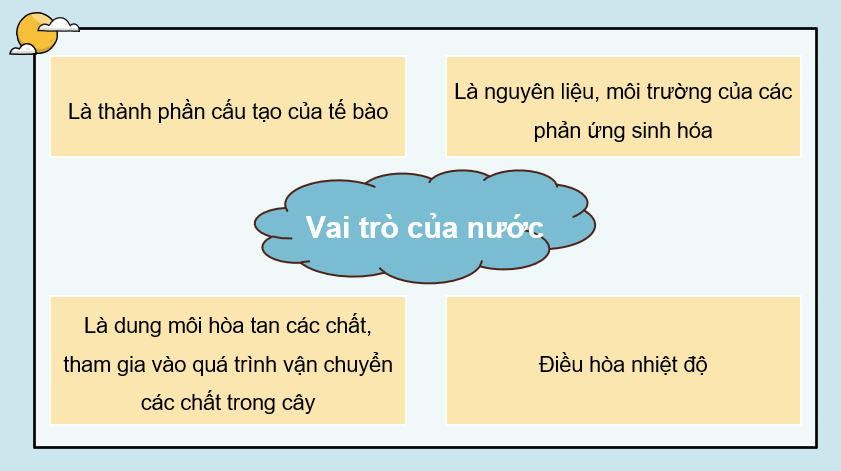 Là thành phần cấu tạo của tế bào
Là nguyên liệu, môi trường của các
phản ứng sinh hóa
Vai trò của nước
Là dung môi hòa tan các chất,
tham gia vào quá trình vận chuyển
các chất trong cây
Điều hòa nhiệt độ